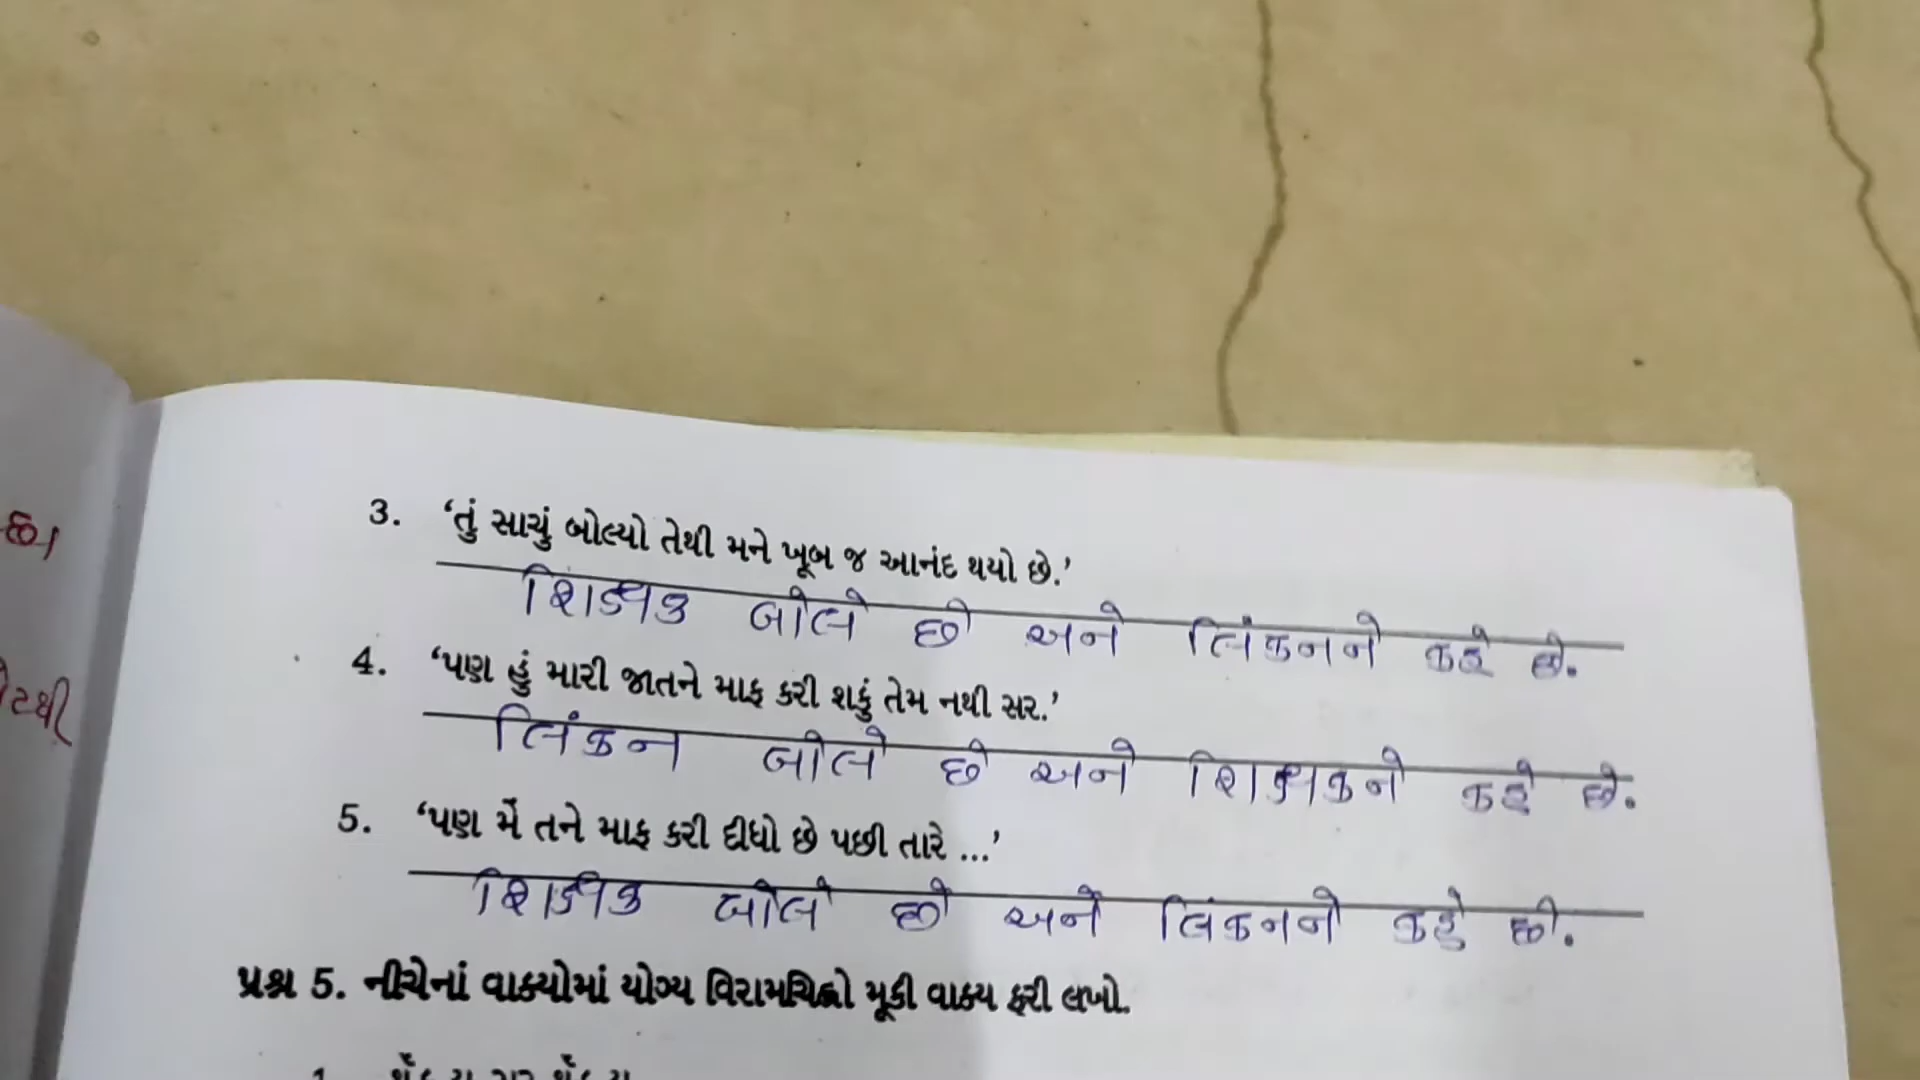 3. ‘તું સાચું બોલ્યો તેથી મને ખૂબ જ આનંદ થયો છે.’
શિક્ષક બોલે છે અને લિંકનને કહે છે.
4. ‘પણ હું મારી જાતને માફ કરી શકું તેમ નથી સર.’
લિંકન બોલે છે અને શિક્ષકને કહે છે.
5. ‘પણ મેં તને માફ કરી દીધો છે પછી તારે ...’
શિક્ષક બોલે છે અને લિંકનને કહે છે.
પ્રશ્ન 5. નીચેનાં વાક્યોમાં યોગ્ય વિરામચિહ્નો મૂકી વાક્ય ફરી લખો.